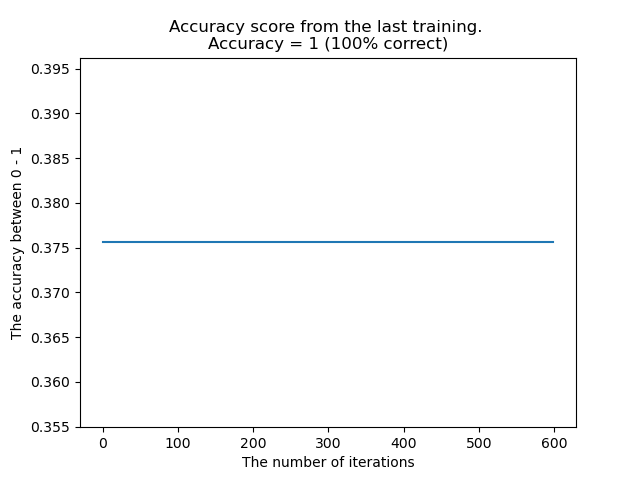 Accuracy score from the last training.
Accuracy = 1 (100% correct)
The accuracy between 0 - 1
0.395
0.390
0.385
0.380
0.375
0.370
0.365
0.360
0.355
0 100 200 300 400 500 600
The number of iterations